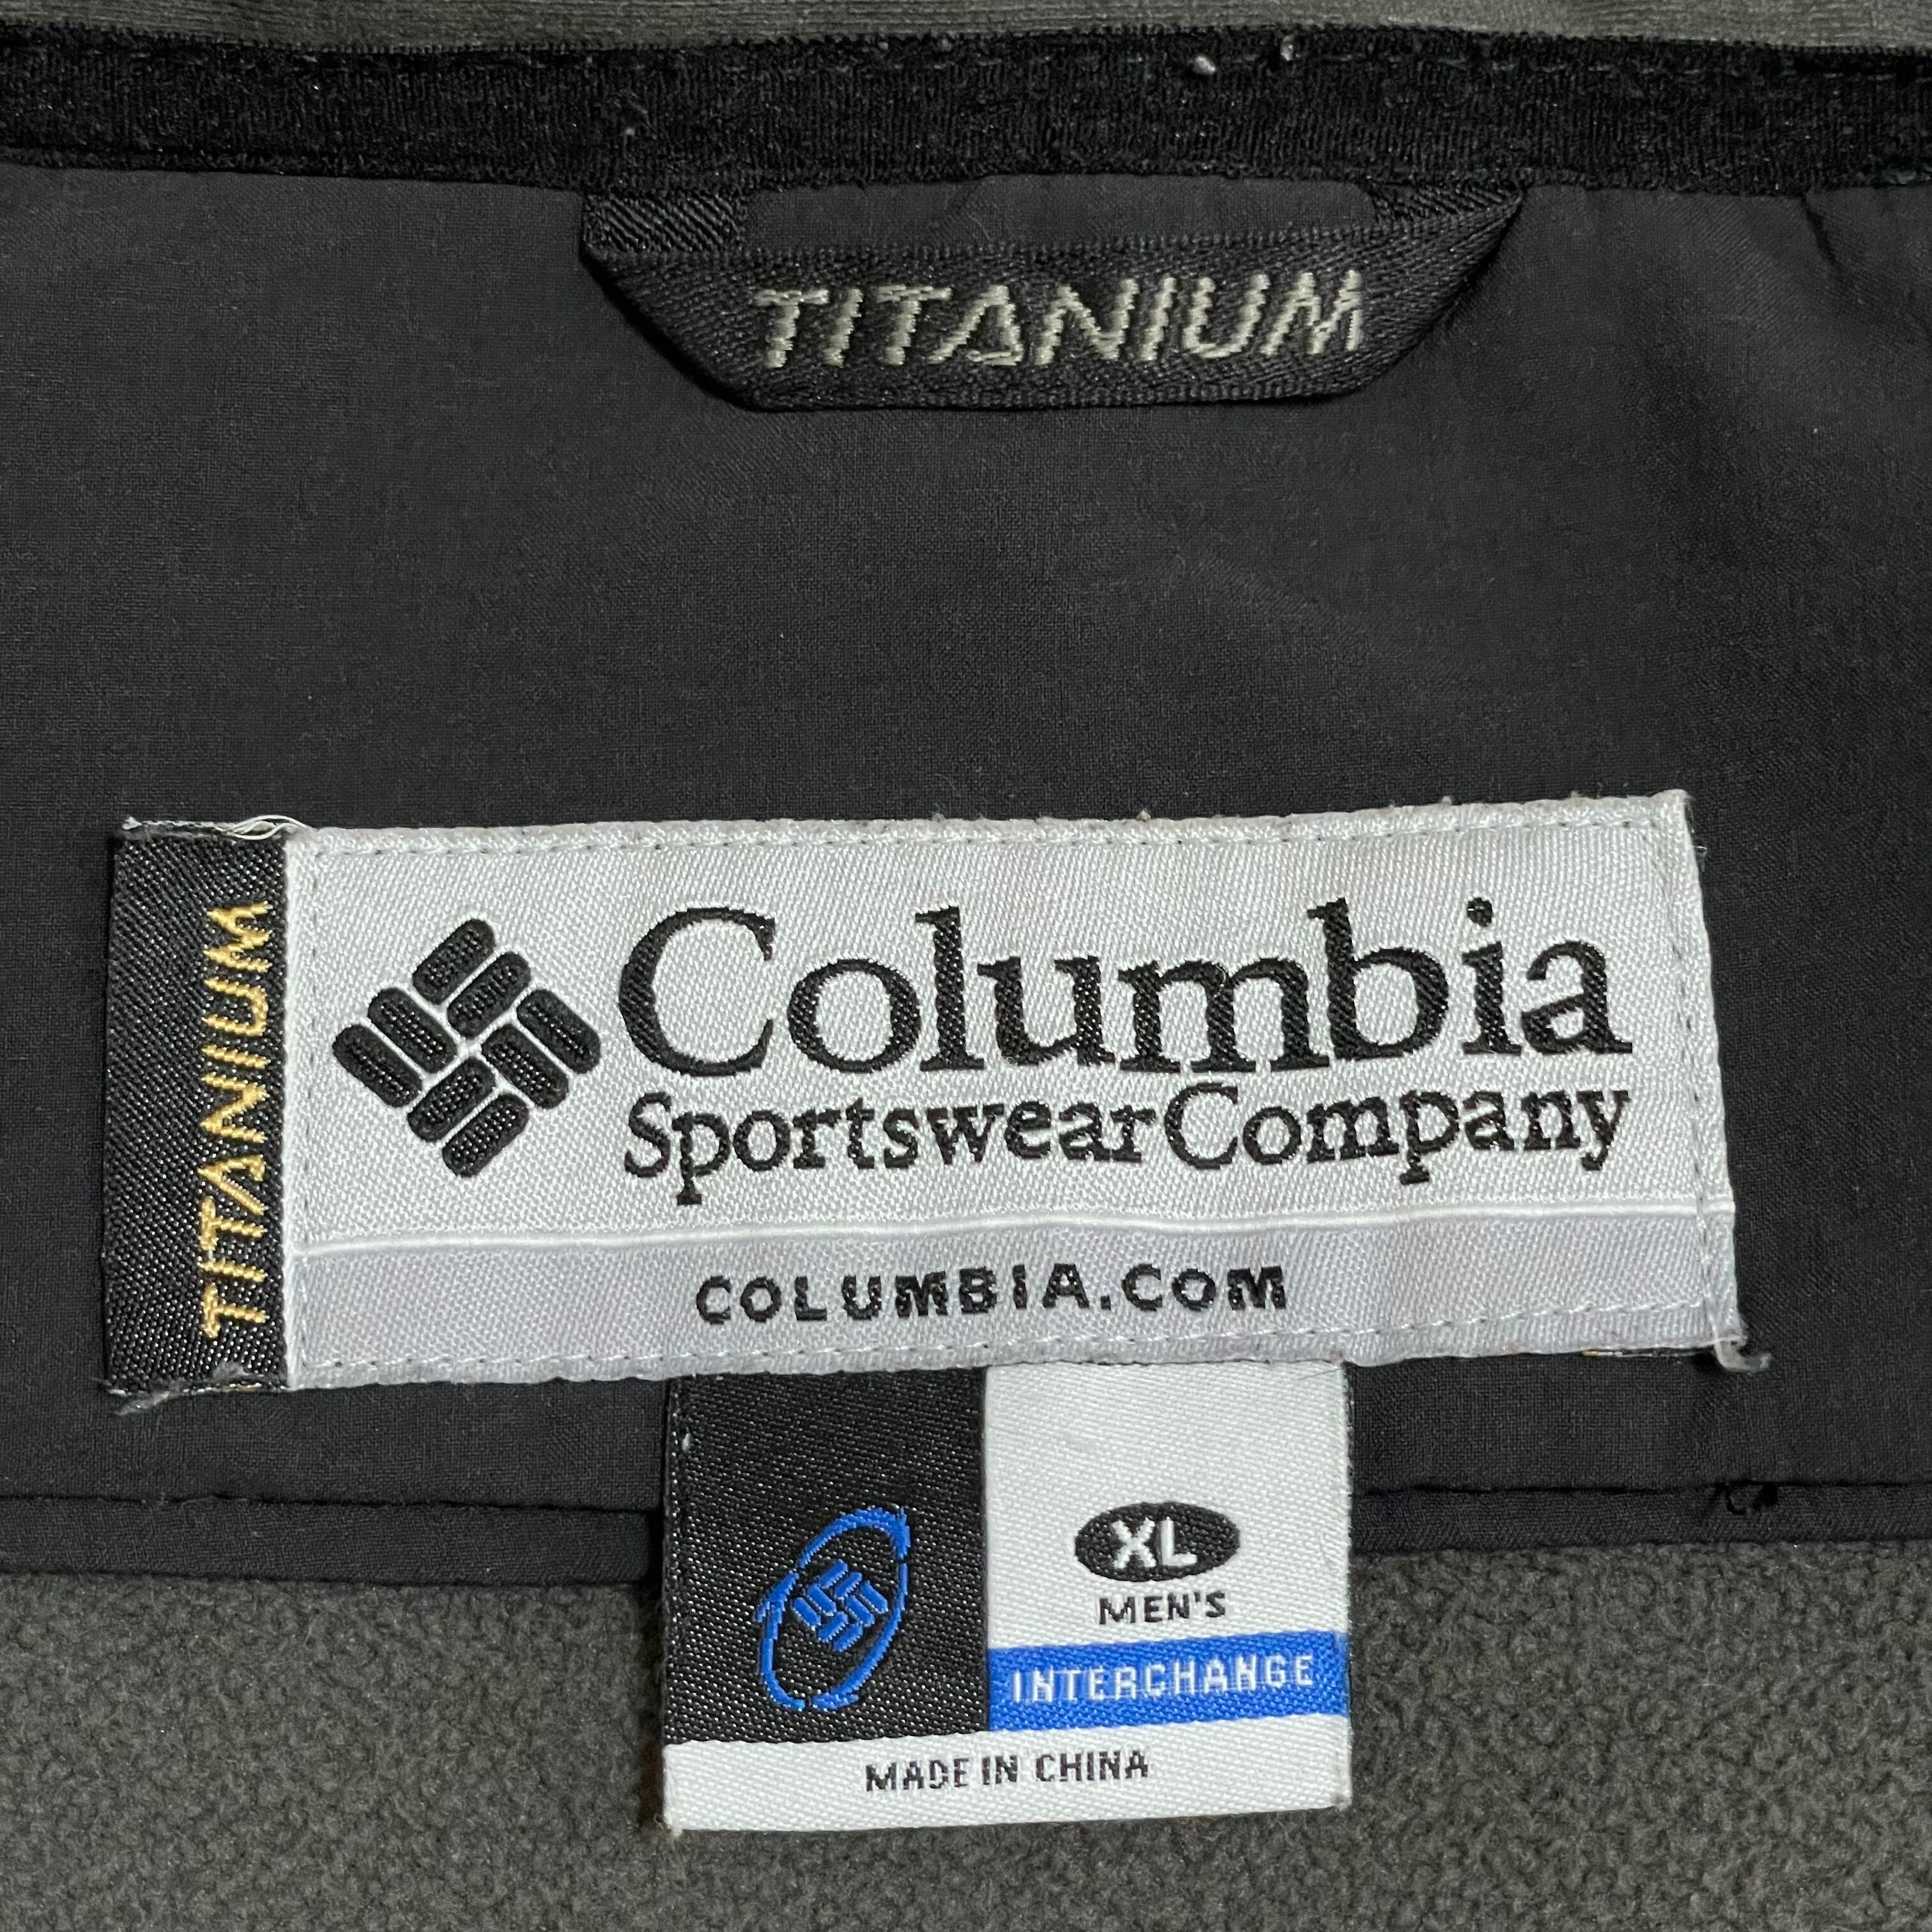 TITANIUM
TITANIUM
Columbia
Sportswear Company
COLUMBIA.COM
XL
MEN'S
INTERCHANGE
MADE IN CHINA